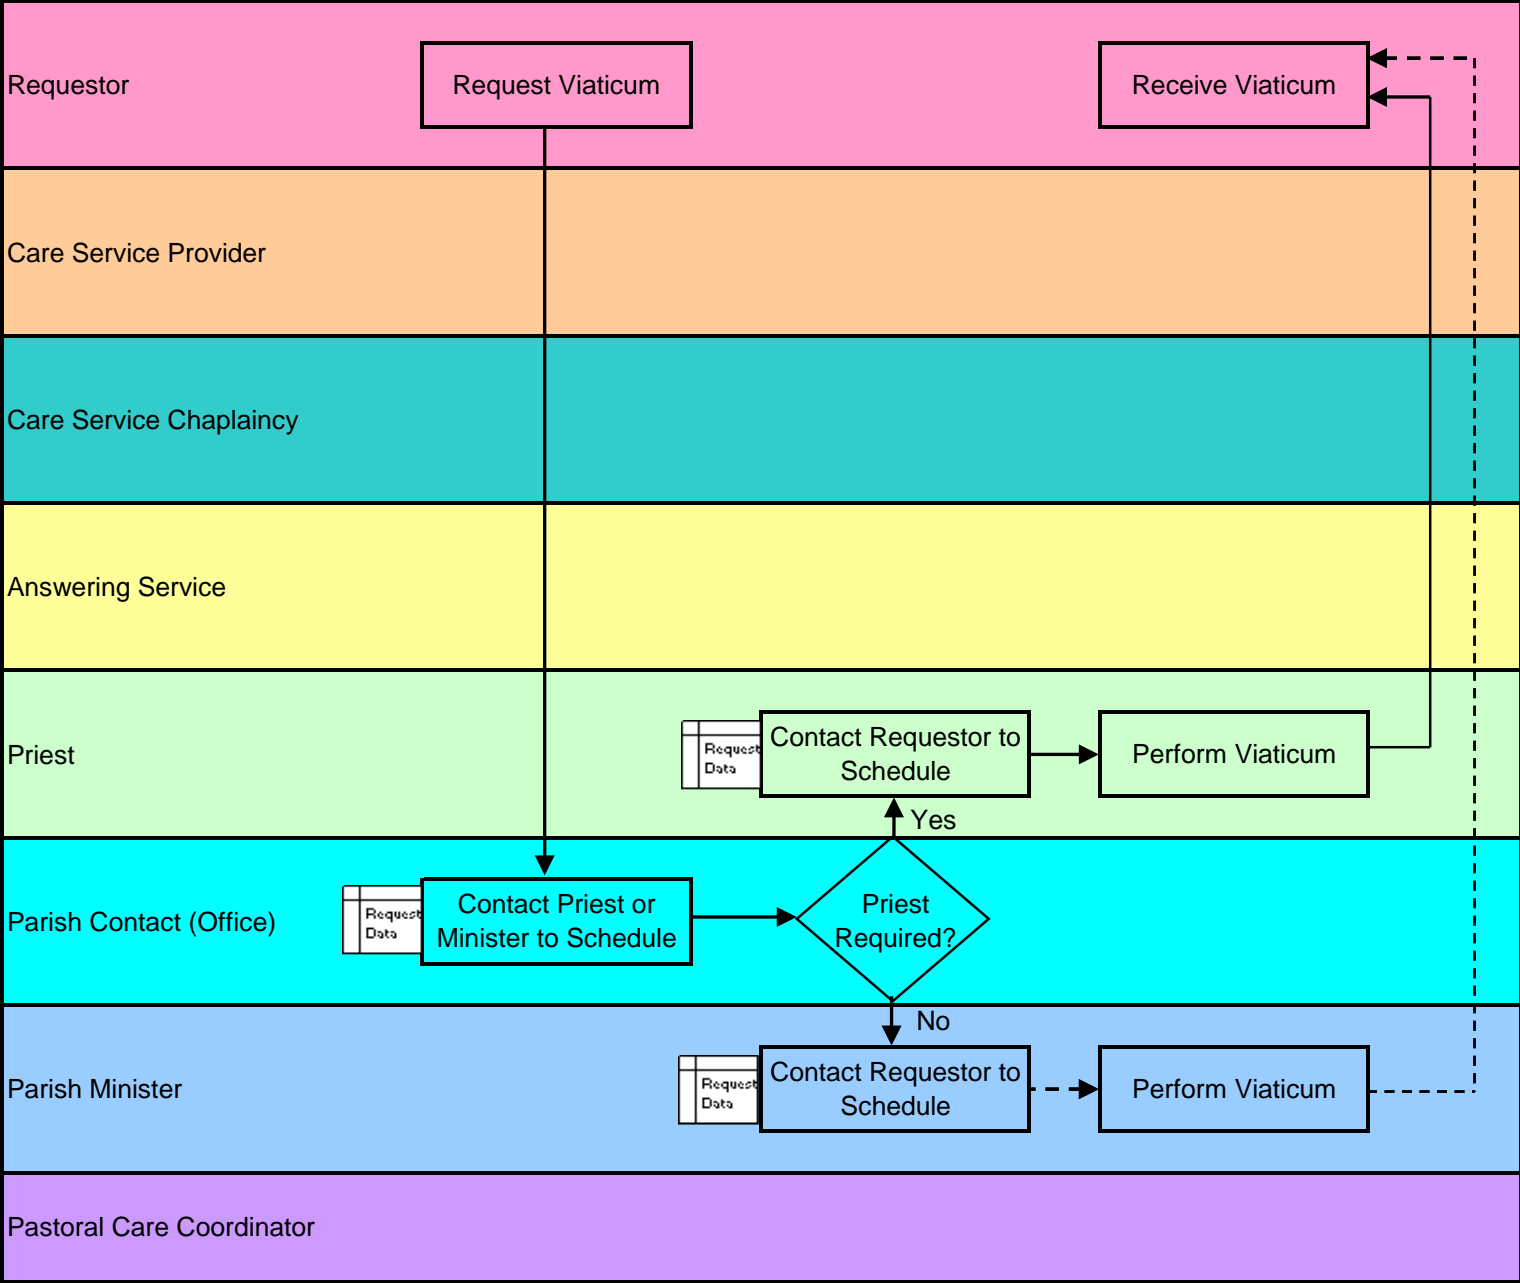 Requestor
Request Viaticum
Receive Viaticum
Care Service Provider
Care Service Chaplaincy
Answering Service
Priest
Request
Data
Contact Requestor to
Schedule
Perform Viaticum
Yes
Parish Contact (Office)
Request
Data
Contact Priest or
Minister to Schedule
Priest
Required?
No
Parish Minister
Request
Data
Contact Requestor to
Schedule
Perform Viaticum
Pastoral Care Coordinator